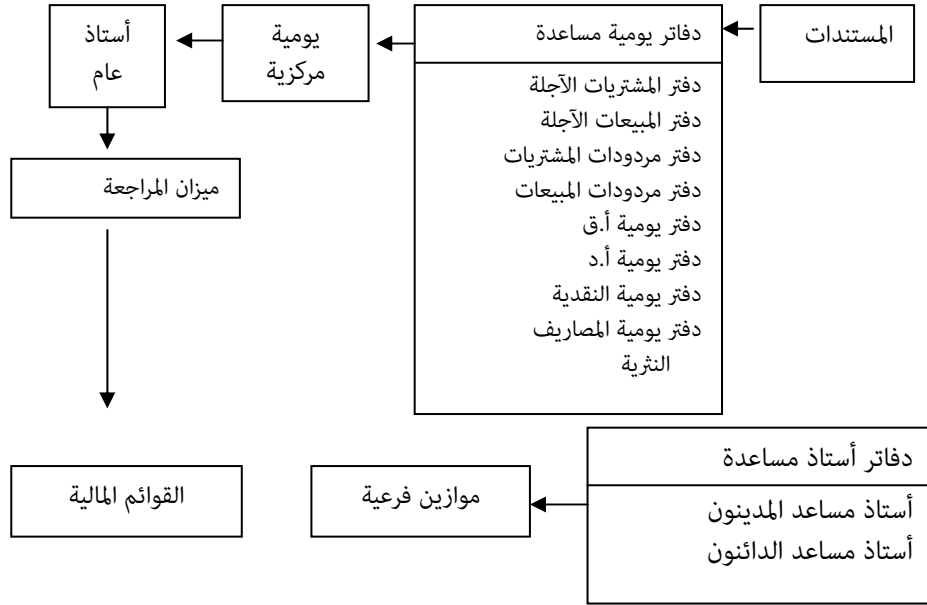 المستندات
دفاتر يومية مساعدة
دفتر المشتريات الآجلة
دفتر المبيعات الآجلة
دفتر مردودات المشتريات
دفتر مردودات المبيعات
دفتر يومية أ.ق
دفتر يومية أ.د
دفتر يومية النقدية
دفتر يومية المصاريف
النثرية
يومية
مركزية
أستاذ
عام
ميزان المراجعة
دفاتر أستاذ مساعدة
أستاذ مساعد المدينون
أستاذ مساعد الدائنون
موازين فرعية
القوائم المالية